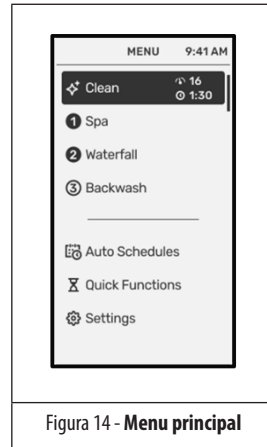 MENU 9:41 AM
Clean 16
1:30
1 Spa
2 Waterfall
3 Backwash
Auto Schedules
Quick Functions
Settings
Figura 14 - Menu principal